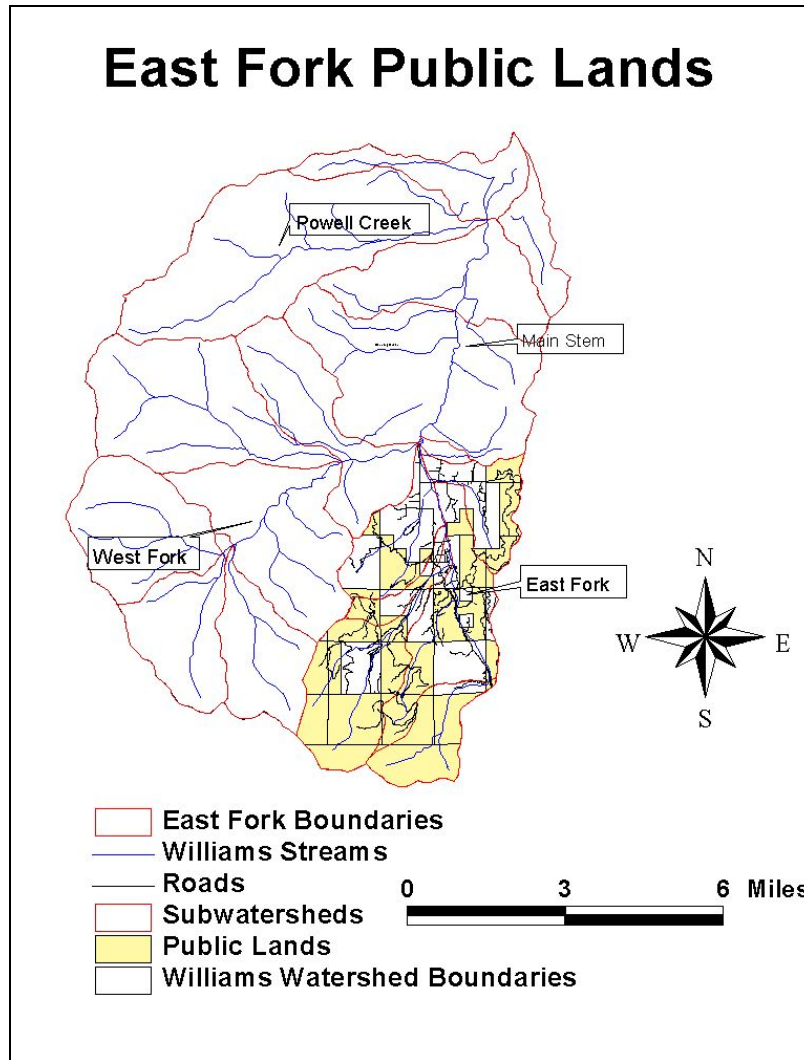 East Fork Public Lands
Powell Creek
Main Stem
West Fork
East Fork
N
W E
S
East Fork Boundaries
Williams Streams
Roads
0 3 6 Miles
Subwatersheds
Public Lands
Williams Watershed Boundaries